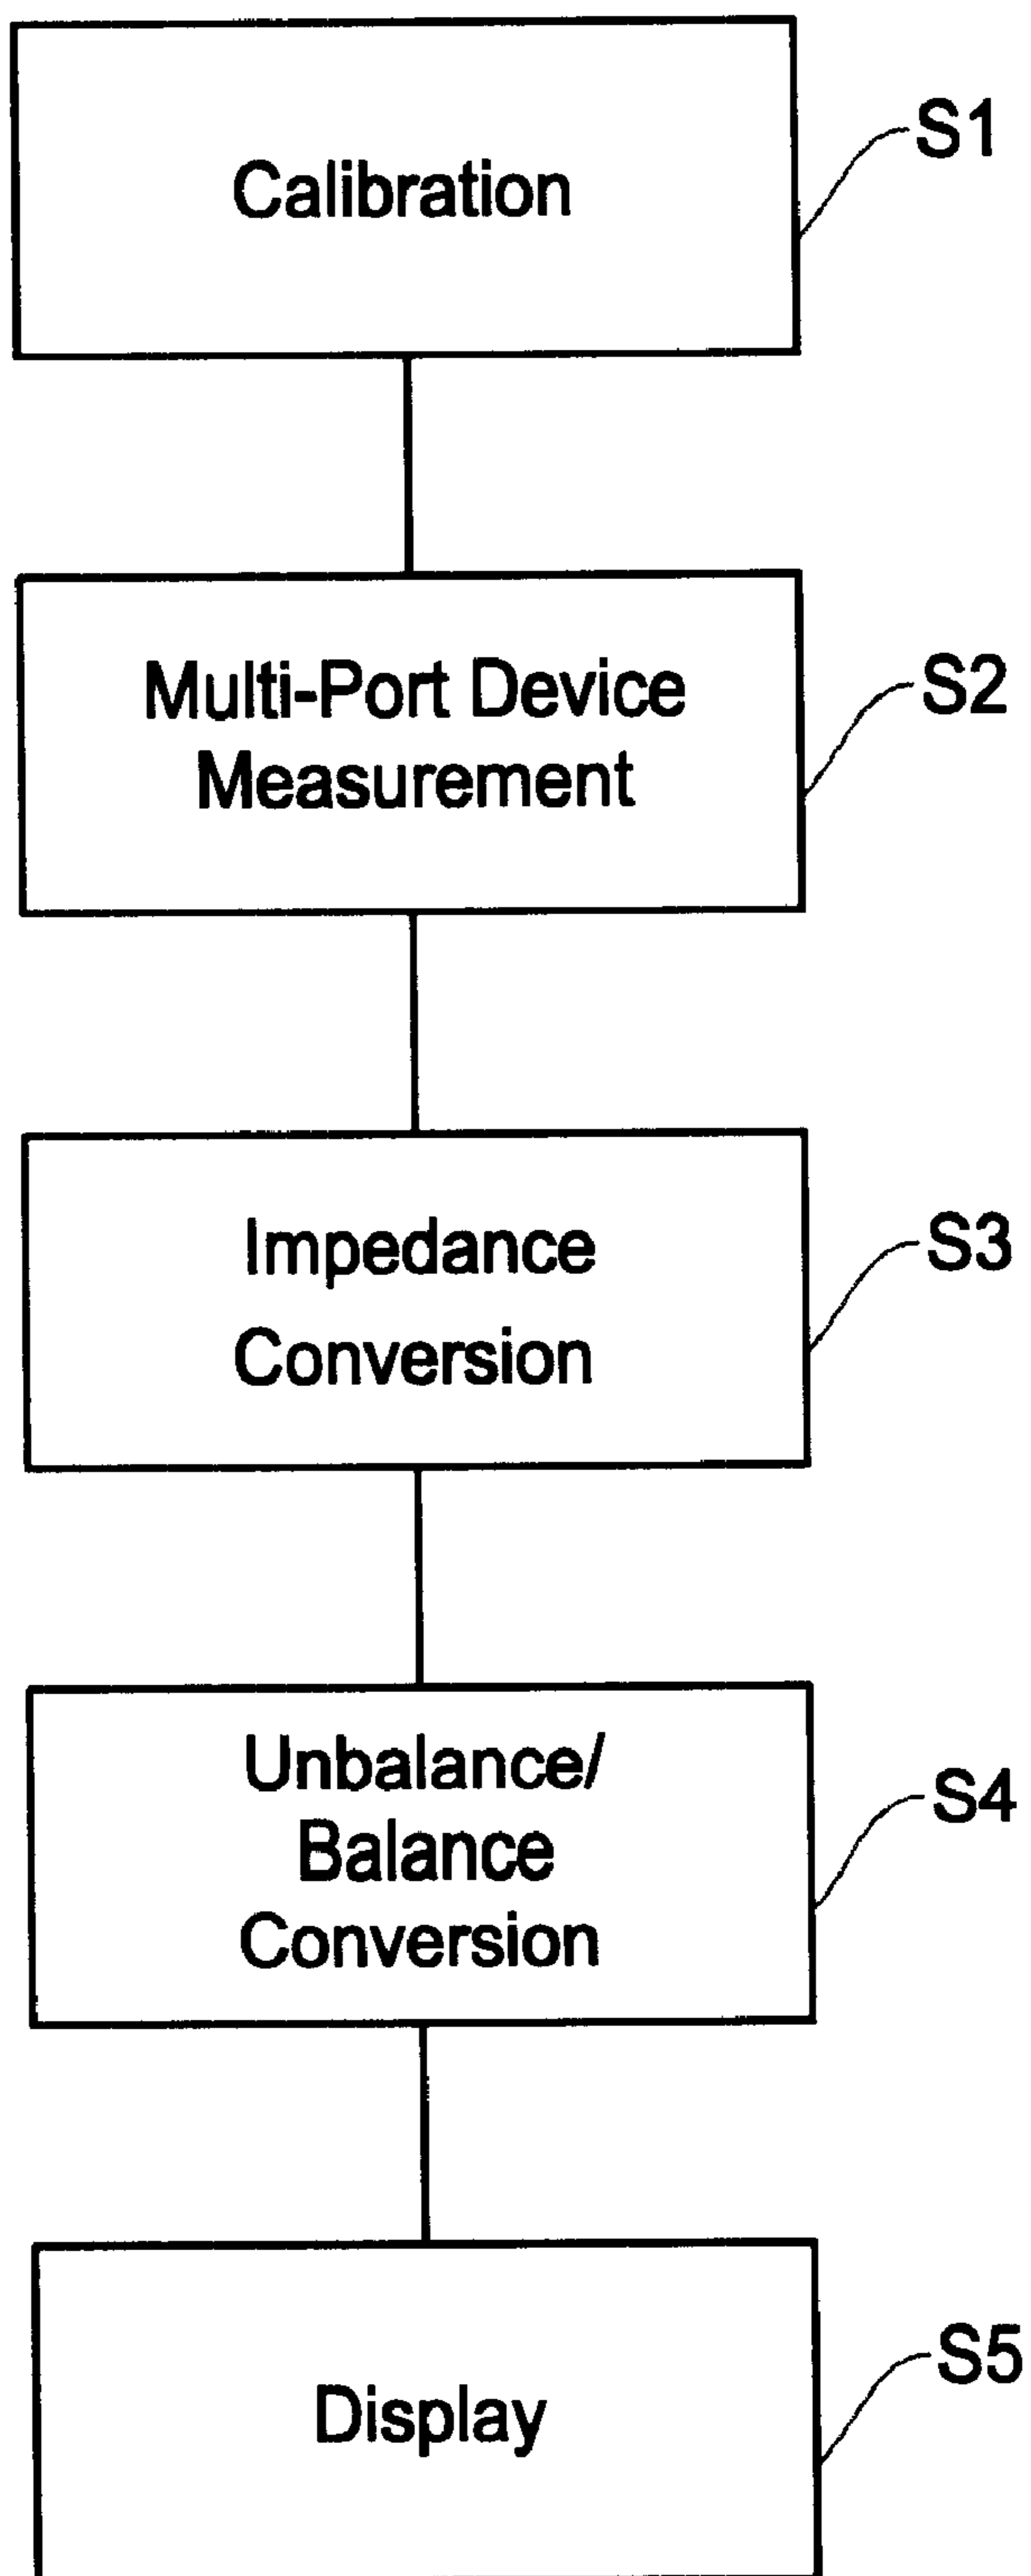 Calibration
S1
Multi-Port Device
Measurement
S2
Impedance
Conversion
S3
Unbalance/
Balance
Conversion
S4
Display
S5